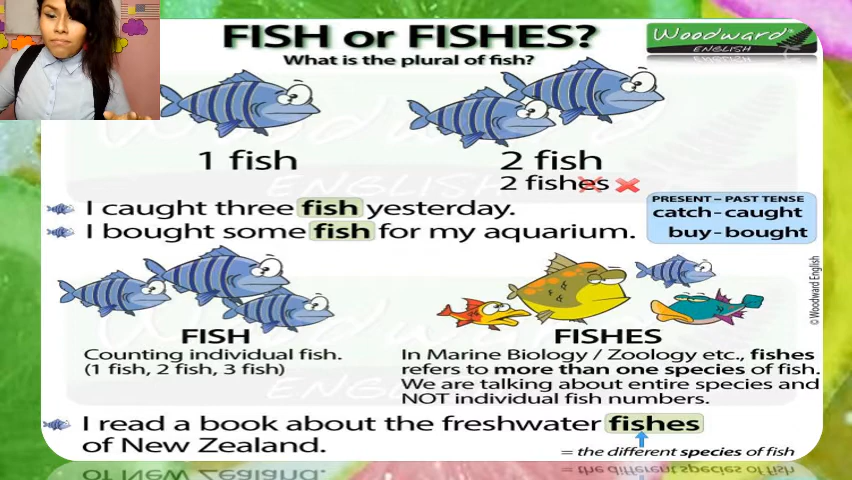 FISH or FISHES?
Woodward®
ENGLISH
What is the plural of fish?
1 fish
2 fish
2 fishes
PRESENT – PAST TENSE
catch - caught
buy - bought
I caught three fish yesterday.
I bought some fish for my aquarium.
© Woodward English
FISH
Counting individual fish.
(1 fish, 2 fish, 3 fish)
FISHES
In Marine Biology / Zoology etc., fishes
refers to more than one species of fish.
We are talking about entire species and
NOT individual fish numbers.
I read a book about the freshwater fishes
of New Zealand.
= the different species of fish